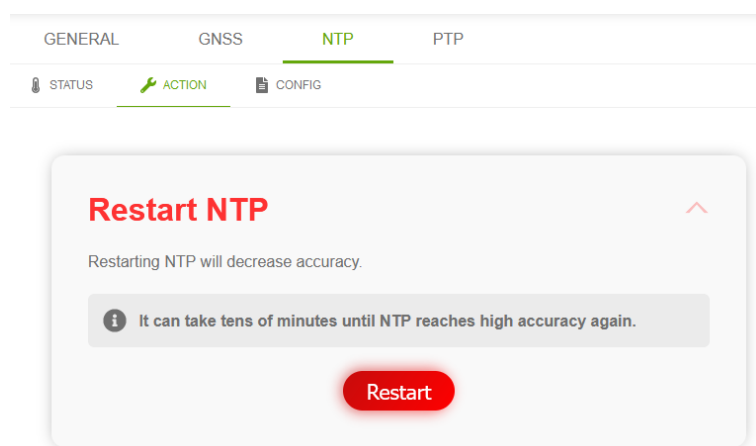 GENERAL GNSS NTP PTP
STATUS ACTION CONFIG
Restart NTP
Restarting NTP will decrease accuracy.
It can take tens of minutes until NTP reaches high accuracy again.
Restart